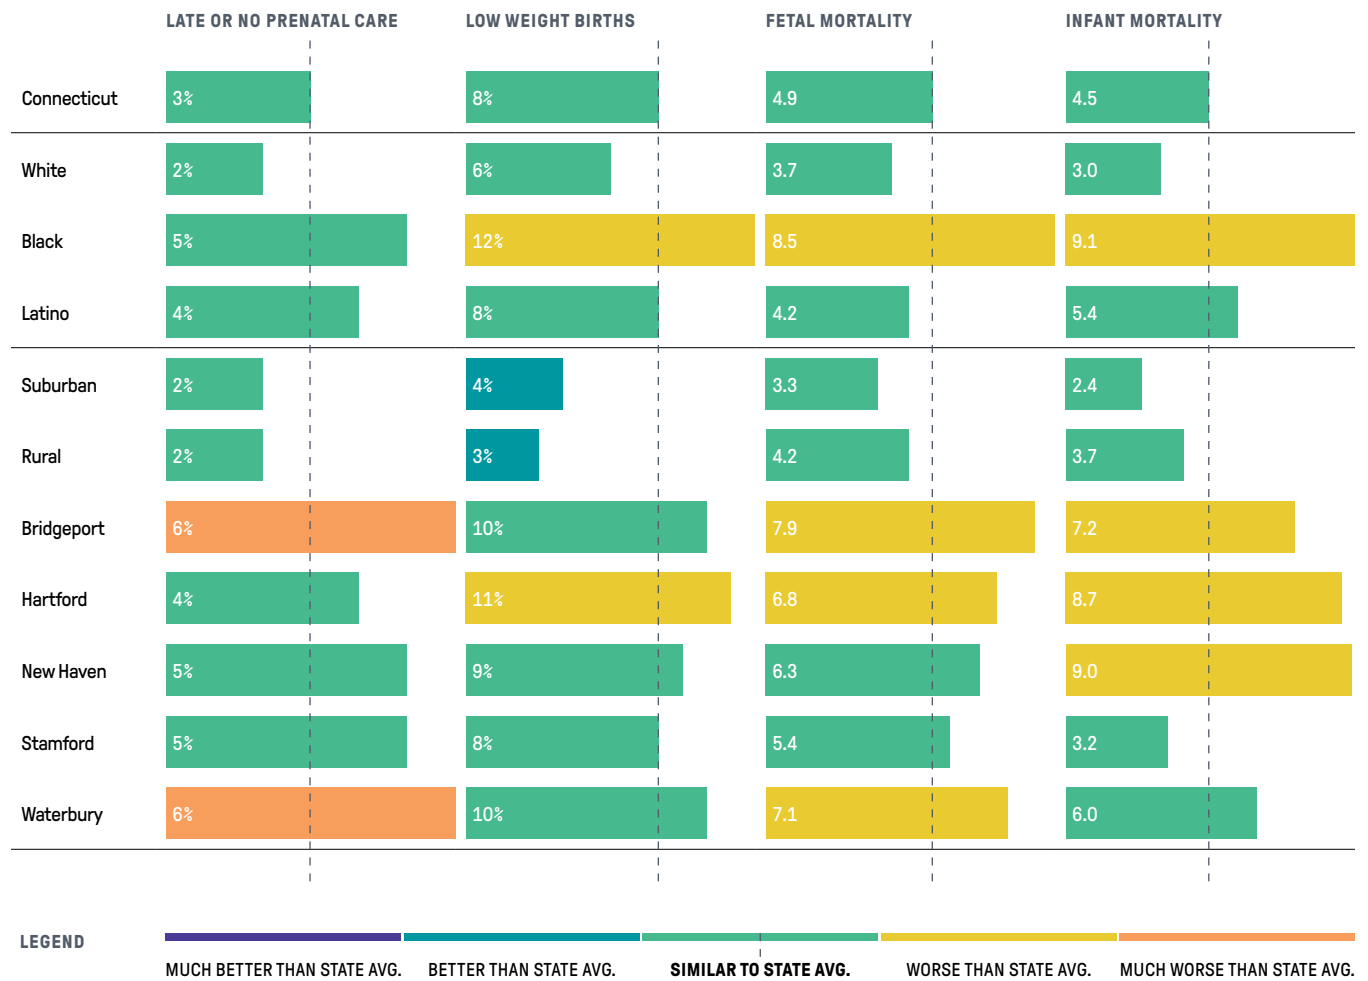 LATE OR NO PRENATAL CARE LOW WEIGHT BIRTHS FETAL MORTALITY INFANT MORTALITY
Connecticut 3% 8% 4.9 4.5
White 2% 6% 3.7 3.0
Black 5% 12% 8.5 9.1
Latino 4% 8% 4.2 5.4
Suburban 2% 4% 3.3 2.4
Rural 2% 3% 4.2 3.7
Bridgeport 6% 10% 7.9 7.2
Hartford 4% 11% 6.8 8.7
New Haven 5% 9% 6.3 9.0
Stamford 5% 8% 5.4 3.2
Waterbury 6% 10% 7.1 6.0
LEGEND
MUCH BETTER THAN STATE AVG. BETTER THAN STATE AVG. SIMILAR TO STATE AVG. WORSE THAN STATE AVG. MUCH WORSE THAN STATE AVG.